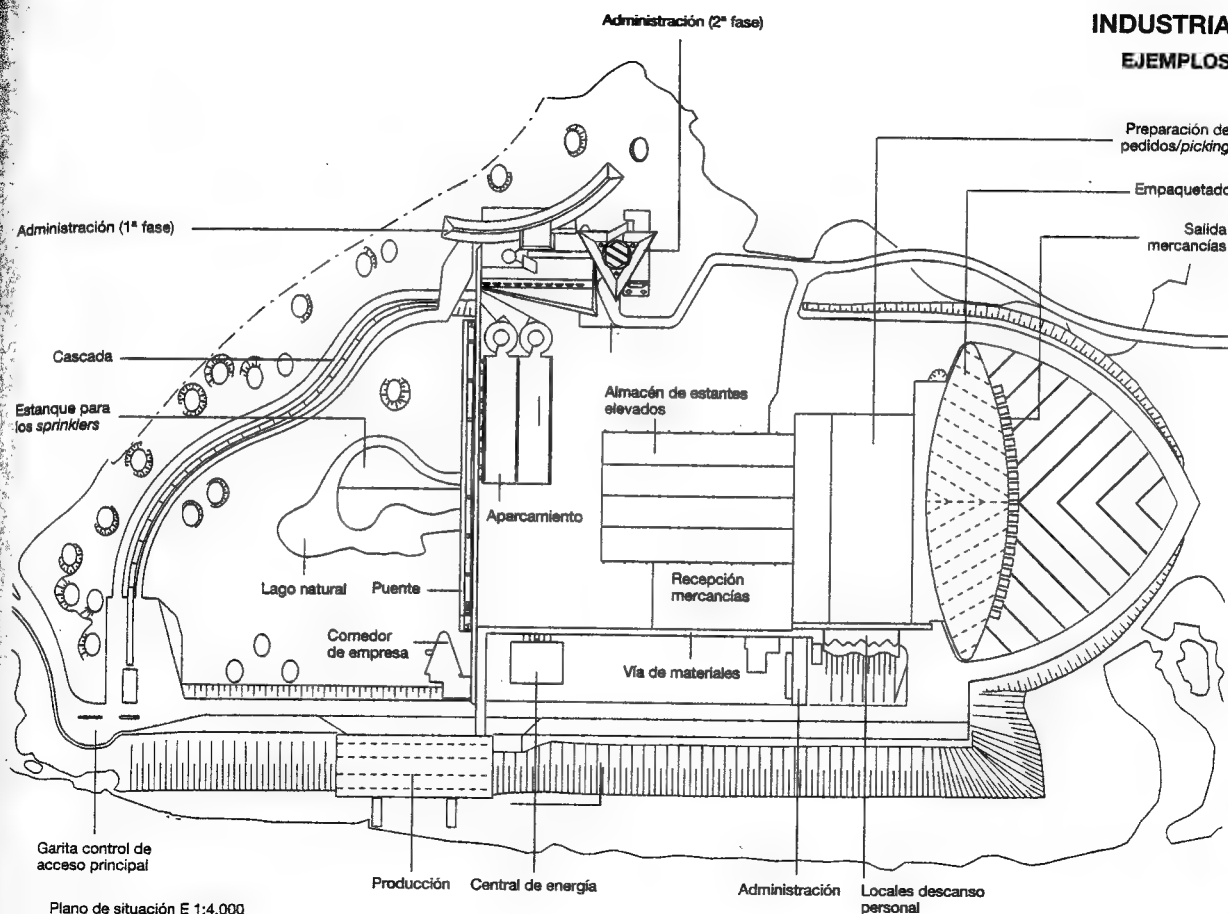 Administración (2ª fase)
INDUSTRIA
EJEMPLOS
Preparación de
pedidos/picking
Empaquetado
Salida
mercancías
Administración (1ª fase)
Cascada
Estanque para
los sprinklers
Almacén de estantes
elevados
Aparcamiento
Lago natural
Puente
Recepción
mercancías
Comedor
de empresa
Vía de materiales
Garita control de
acceso principal
Producción
Central de energía
Administración
Locales descanso
personal
Plano de situación E 1:4.000